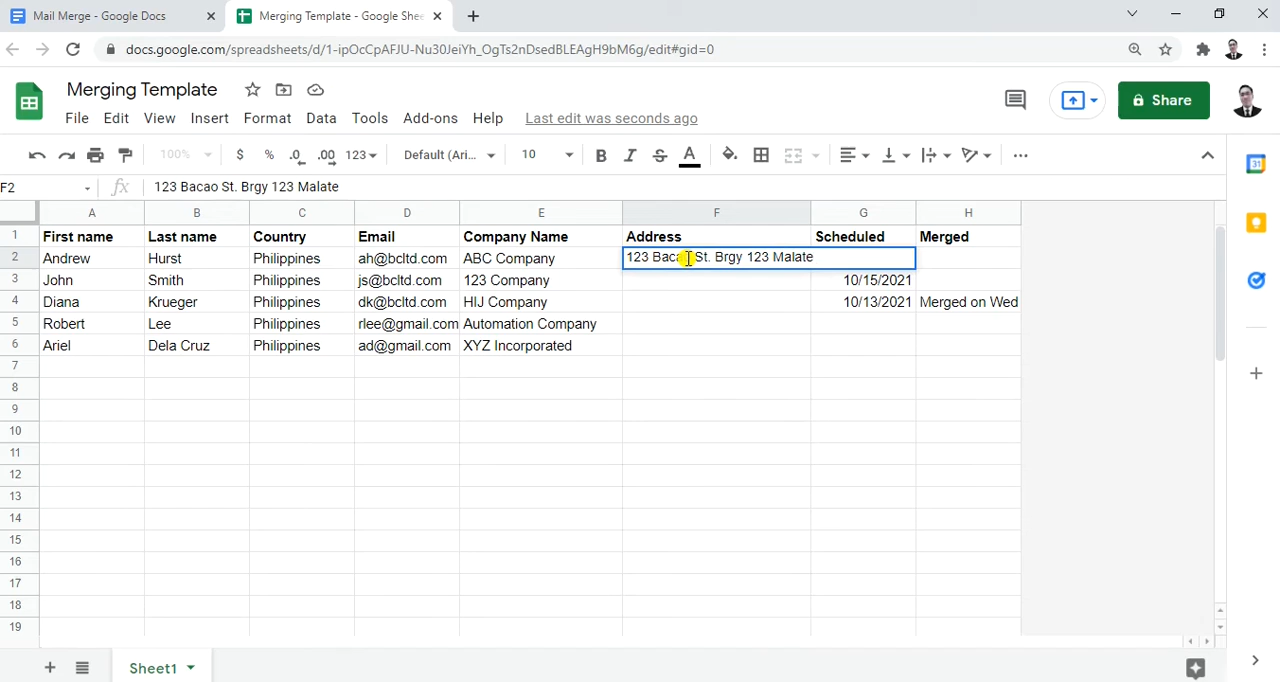 Mail Merge - Google Docs
Merging Template - Google Shee
docs.google.com/spreadsheets/d/1-ipOcCpAFJU-Nu30JeiYh_OgTs2nDsedBLEAgH9bM6g/edit#gid=0
Merging Template
File Edit View Insert Format Data Tools Add-ons Help Last edit was seconds ago
Share
100% $ % .0 .00 123 Default (Ari... 10 B I S A
F2 fx 123 Bacao St. Brgy 123 Malate
A B C D E F G H
1 First name Last name Country Email Company Name Address Scheduled Merged
2 Andrew Hurst Philippines ah@bcltd.com ABC Company 123 Bacao St. Brgy 123 Malate
3 John Smith Philippines js@bcltd.com 123 Company 10/15/2021
4 Diana Krueger Philippines dk@bcltd.com HIJ Company 10/13/2021 Merged on Wed
5 Robert Lee Philippines rlee@gmail.com Automation Company
6 Ariel Dela Cruz Philippines ad@gmail.com XYZ Incorporated
7
8
9
10
11
12
13
14
15
16
17
18
19
Sheet1
31